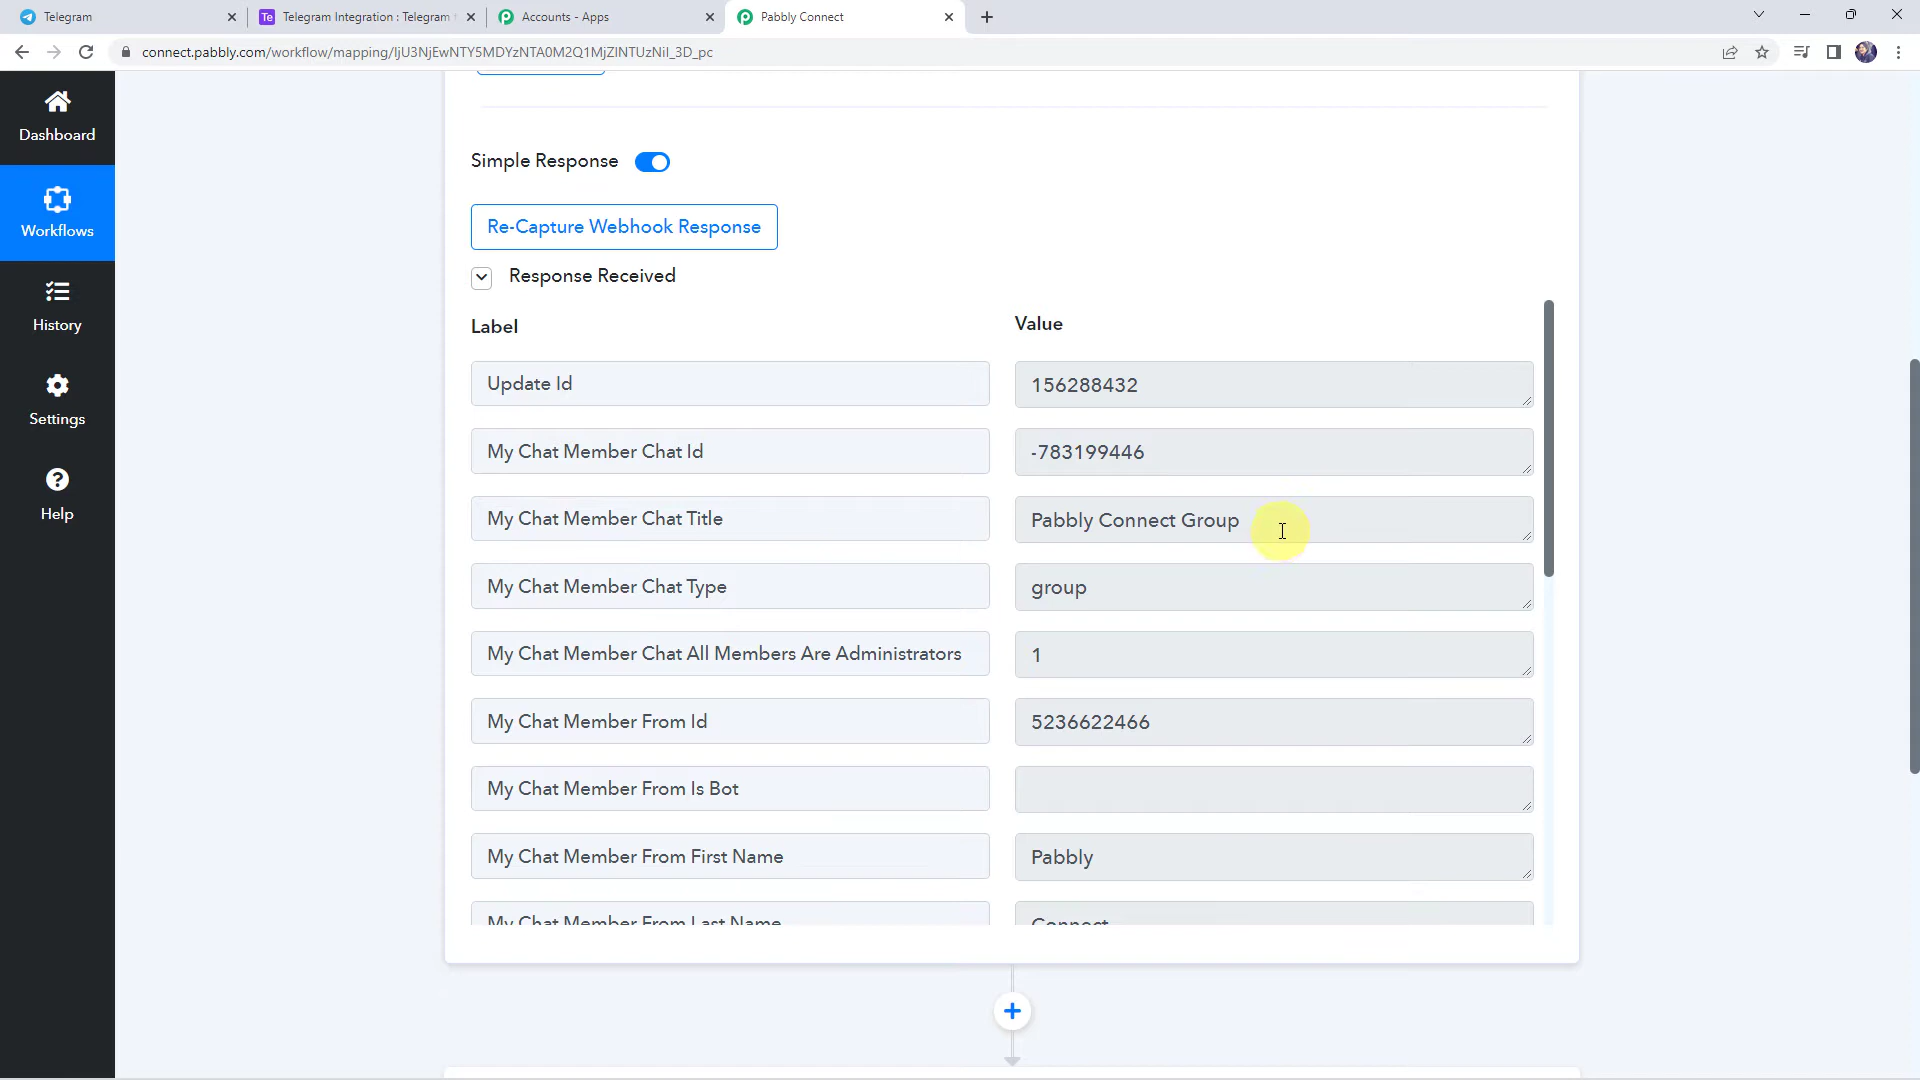 Telegram
Te
Telegram Integration : Telegram
Accounts - Apps
Pabbly Connect
connect.pabbly.com/workflow/mapping/IjU3NjEwNTY5MDYzNTA0M2Q1MjZlNTUzNiI_3D_pc
Dashboard
Workflows
History
Settings
Help
Simple Response
Re-Capture Webhook Response
Response Received
Label Value
Update Id 156288432
My Chat Member Chat Id -783199446
My Chat Member Chat Title Pabbly Connect Group
My Chat Member Chat Type group
My Chat Member Chat All Members Are Administrators 1
My Chat Member From Id 5236622466
My Chat Member From Is Bot
My Chat Member From First Name Pabbly
My Chat Member From Last Name Connect